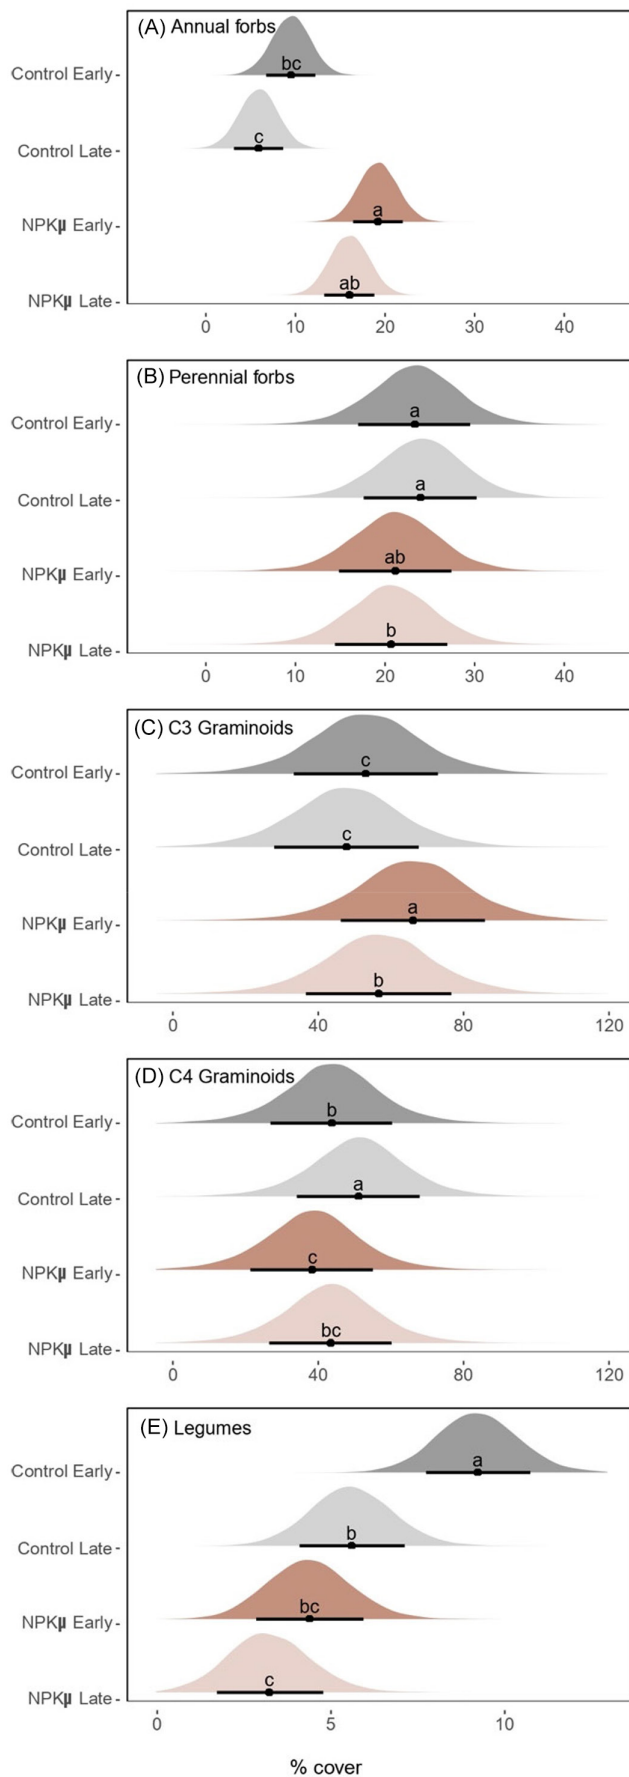 (A) Annual forbs
Control Early
bc
Control Late
c
NPKµ Early
a
NPKµ Late
ab
0 10 20 30 40
(B) Perennial forbs
Control Early
a
Control Late
a
NPKµ Early
ab
NPKµ Late
b
0 10 20 30 40
(C) C3 Graminoids
Control Early
c
Control Late
c
NPKµ Early
a
NPKµ Late
b
0 40 80 120
(D) C4 Graminoids
Control Early
b
Control Late
a
NPKµ Early
c
NPKµ Late
bc
0 40 80 120
(E) Legumes
Control Early
a
Control Late
b
NPKµ Early
bc
NPKµ Late
c
0 5 10
% cover